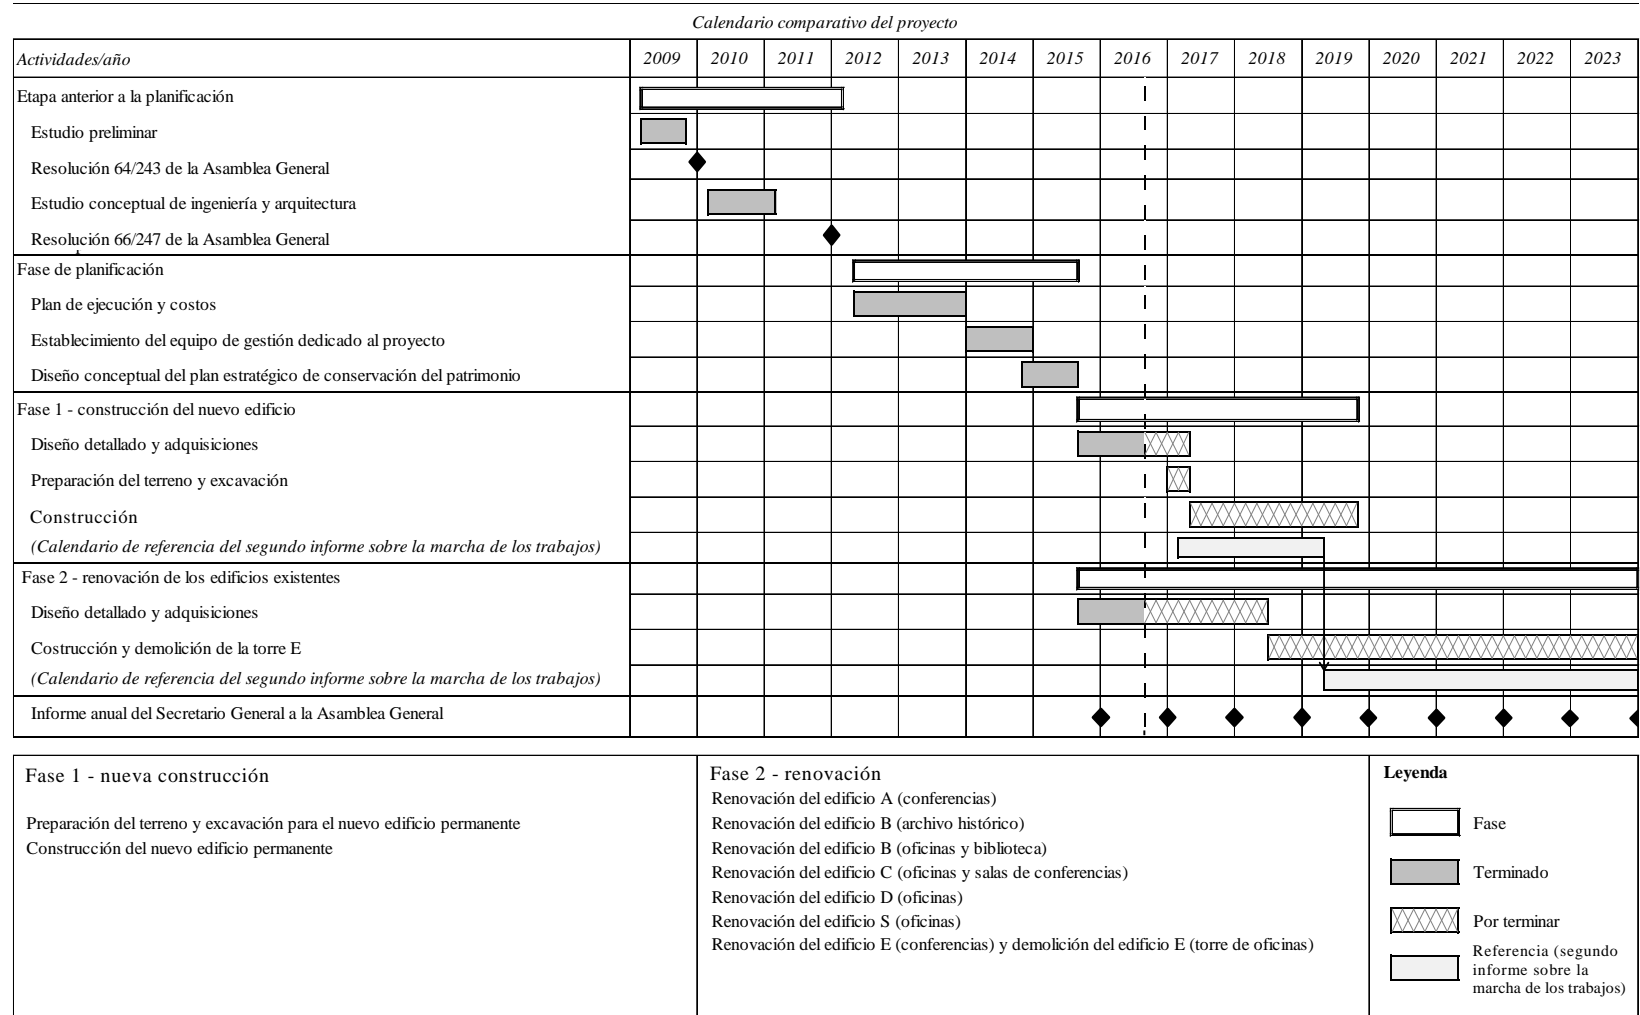 Calendario comparativo del proyecto
Actividades/año 2009 2010 2011 2012 2013 2014 2015 2016 2017 2018 2019 2020 2021 2022 2023
Etapa anterior a la planificación
Estudio preliminar
Resolución 64/243 de la Asamblea General
Estudio conceptual de ingeniería y arquitectura
Resolución 66/247 de la Asamblea General
Fase de planificación
Plan de ejecución y costos
Establecimiento del equipo de gestión dedicado al proyecto
Diseño conceptual del plan estratégico de conservación del patrimonio
Fase 1 - construcción del nuevo edificio
Diseño detallado y adquisiciones
Preparación del terreno y excavación
Construcción
(Calendario de referencia del segundo informe sobre la marcha de los trabajos)
Fase 2 - renovación de los edificios existentes
Diseño detallado y adquisiciones
Costrucción y demolición de la torre E
(Calendario de referencia del segundo informe sobre la marcha de los trabajos)
Informe anual del Secretario General a la Asamblea General
Fase 1 - nueva construcción
Preparación del terreno y excavación para el nuevo edificio permanente
Construcción del nuevo edificio permanente
Fase 2 - renovación
Renovación del edificio A (conferencias)
Renovación del edificio B (archivo histórico)
Renovación del edificio B (oficinas y biblioteca)
Renovación del edificio C (oficinas y salas de conferencias)
Renovación del edificio D (oficinas)
Renovación del edificio S (oficinas)
Renovación del edificio E (conferencias) y demolición del edificio E (torre de oficinas)
Leyenda
Fase
Terminado
Por terminar
Referencia (segundo
informe sobre la
marcha de los trabajos)